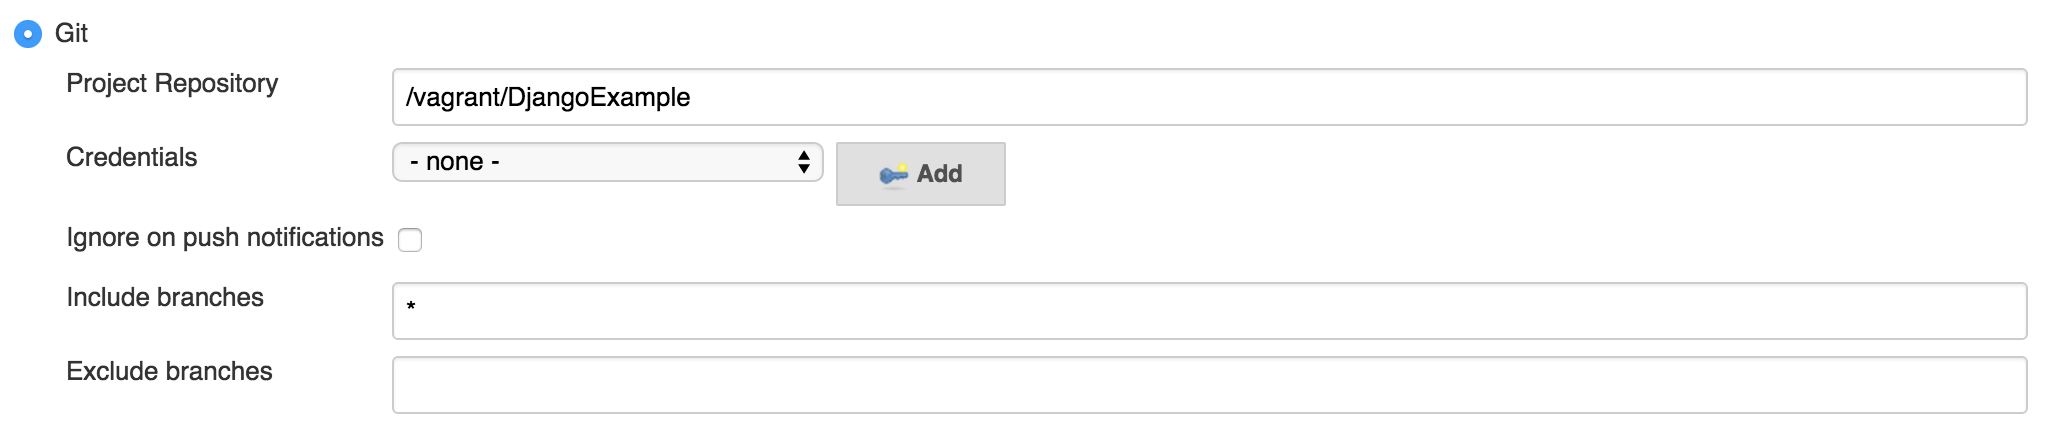 Git
Project Repository /vagrant/DjangoExample
Credentials - none - Add
Ignore on push notifications
Include branches *
Exclude branches